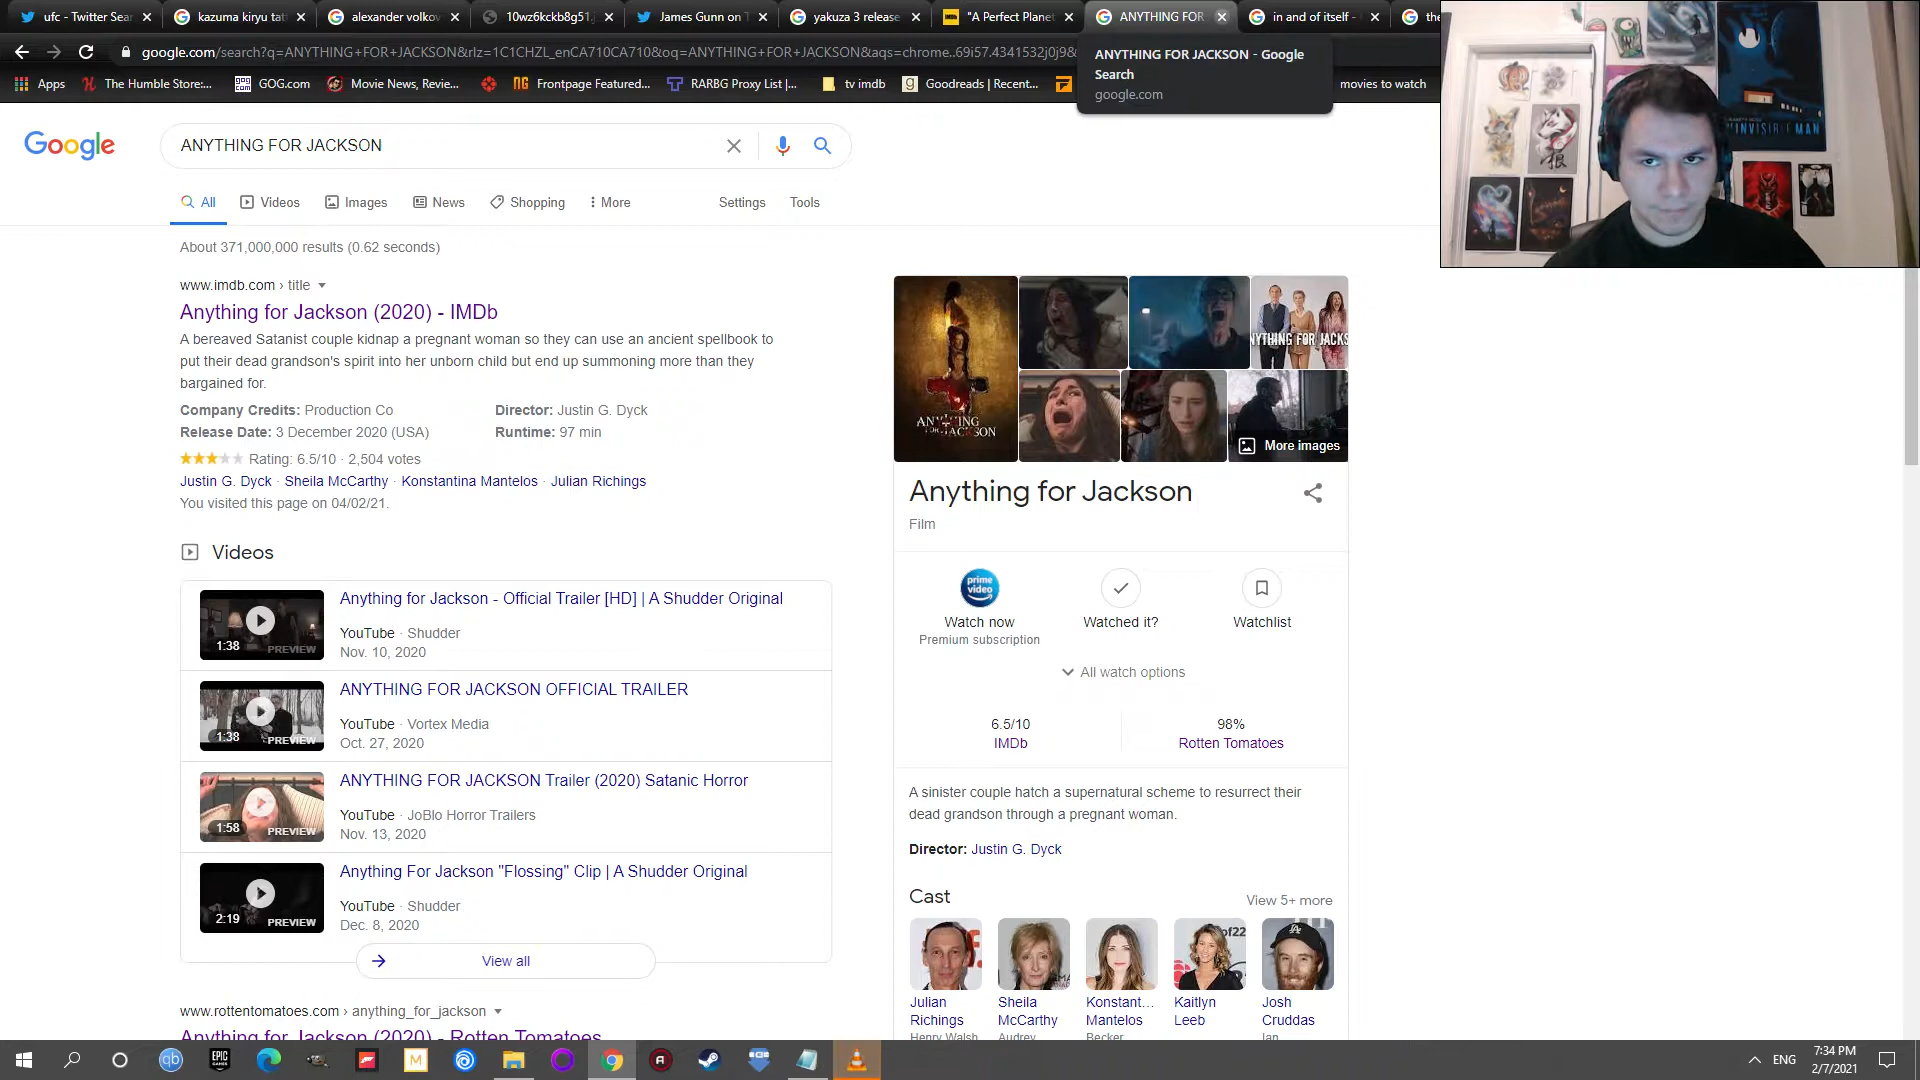 ufc - Twitter Sear
kazuma kiryu tat
alexander volkov
10wz6kckb8g51.j
James Gunn on T
yakuza 3 release
"A Perfect Planet
ANYTHING FOR
in and of itself -
the
google.com/search?q=ANYTHING+FOR+JACKSON&rlz=1C1CHZL_enCA710CA710&oq=ANYTHING+FOR+JACKSON&aqs=chrome..69i57.4341532j0j9&
ANYTHING FOR JACKSON - Google
Search
google.com
Apps
The Humble Store:...
GOG.com
Movie News, Revie...
Frontpage Featured...
RARBG Proxy List |...
tv imdb
Goodreads | Recent...
movies to watch
INVISIBLE MAN
Google
ANYTHING FOR JACKSON
All
Videos
Images
News
Shopping
More
Settings
Tools
About 371,000,000 results (0.62 seconds)
www.imdb.com › title
Anything for Jackson (2020) - IMDb
A bereaved Satanist couple kidnap a pregnant woman so they can use an ancient spellbook to
put their dead grandson's spirit into her unborn child but end up summoning more than they
bargained for.
Company Credits: Production Co
Director: Justin G. Dyck
Release Date: 3 December 2020 (USA)
Runtime: 97 min
Rating: 6.5/10 · 2,504 votes
Justin G. Dyck · Sheila McCarthy · Konstantina Mantelos · Julian Richings
You visited this page on 04/02/21.
Videos
Anything for Jackson - Official Trailer [HD] | A Shudder Original
YouTube · Shudder
Nov. 10, 2020
1:38
PREVIEW
ANYTHING FOR JACKSON OFFICIAL TRAILER
YouTube · Vortex Media
Oct. 27, 2020
1:38
PREVIEW
ANYTHING FOR JACKSON Trailer (2020) Satanic Horror
YouTube · JoBlo Horror Trailers
Nov. 13, 2020
1:58
PREVIEW
Anything For Jackson "Flossing" Clip | A Shudder Original
YouTube · Shudder
Dec. 8, 2020
2:19
PREVIEW
View all
www.rottentomatoes.com › anything_for_jackson
Anything for Jackson (2020) - Rotten Tomatoes
ANYTHING
FOR JACKSON
NYTHING FOR JACKS
More images
Anything for Jackson
Film
prime
video
Watch now
Premium subscription
Watched it?
Watchlist
All watch options
6.5/10
IMDb
98%
Rotten Tomatoes
A sinister couple hatch a supernatural scheme to resurrect their
dead grandson through a pregnant woman.
Director: Justin G. Dyck
Cast
View 5+ more
Julian
Richings
Henry Walsh
Sheila
McCarthy
Audrey
Konstant...
Mantelos
Becker
Kaitlyn
Leeb
Josh
Cruddas
Ian
ENG
7:34 PM
2/7/2021